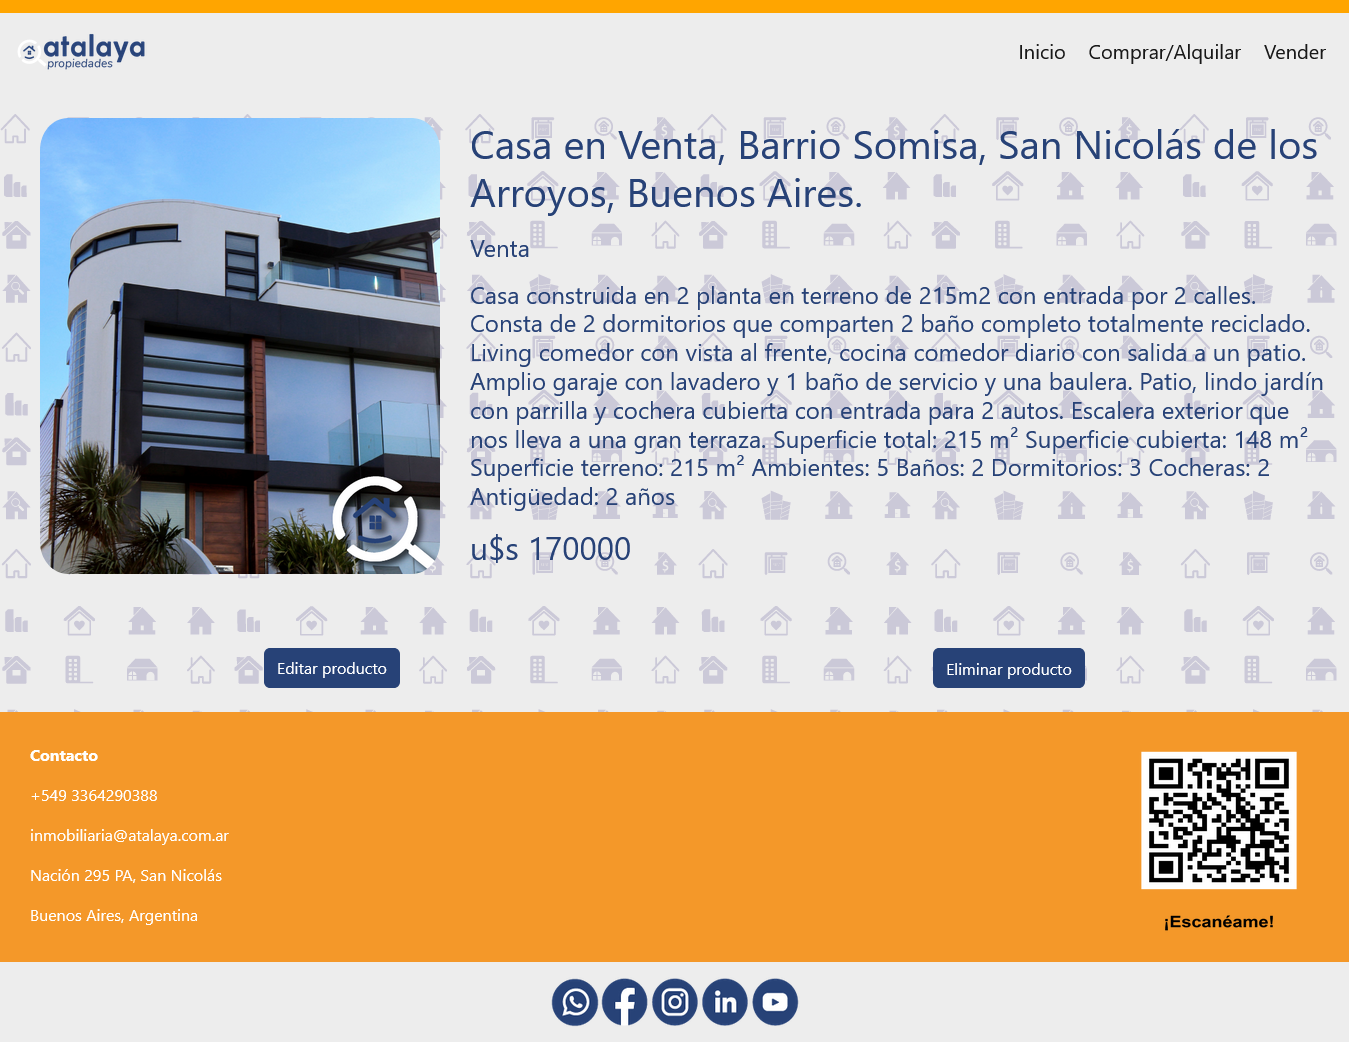 atalaya
propiedades
Inicio Comprar/Alquilar Vender
Casa en Venta, Barrio Somisa, San Nicolás de los
Arroyos, Buenos Aires.
Venta
Casa construida en 2 planta en terreno de 215m2 con entrada por 2 calles.
Consta de 2 dormitorios que comparten 2 baño completo totalmente reciclado.
Living comedor con vista al frente, cocina comedor diario con salida a un patio.
Amplio garaje con lavadero y 1 baño de servicio y una baulera. Patio, lindo jardín
con parrilla y cochera cubierta con entrada para 2 autos. Escalera exterior que
nos lleva a una gran terraza. Superficie total: 215 m² Superficie cubierta: 148 m²
Superficie terreno: 215 m² Ambientes: 5 Baños: 2 Dormitorios: 3 Cocheras: 2
Antigüedad: 2 años
u$s 170000
Editar producto
Eliminar producto
Contacto
+549 3364290388
inmobiliaria@atalaya.com.ar
Nación 295 PA, San Nicolás
Buenos Aires, Argentina
¡Escanéame!